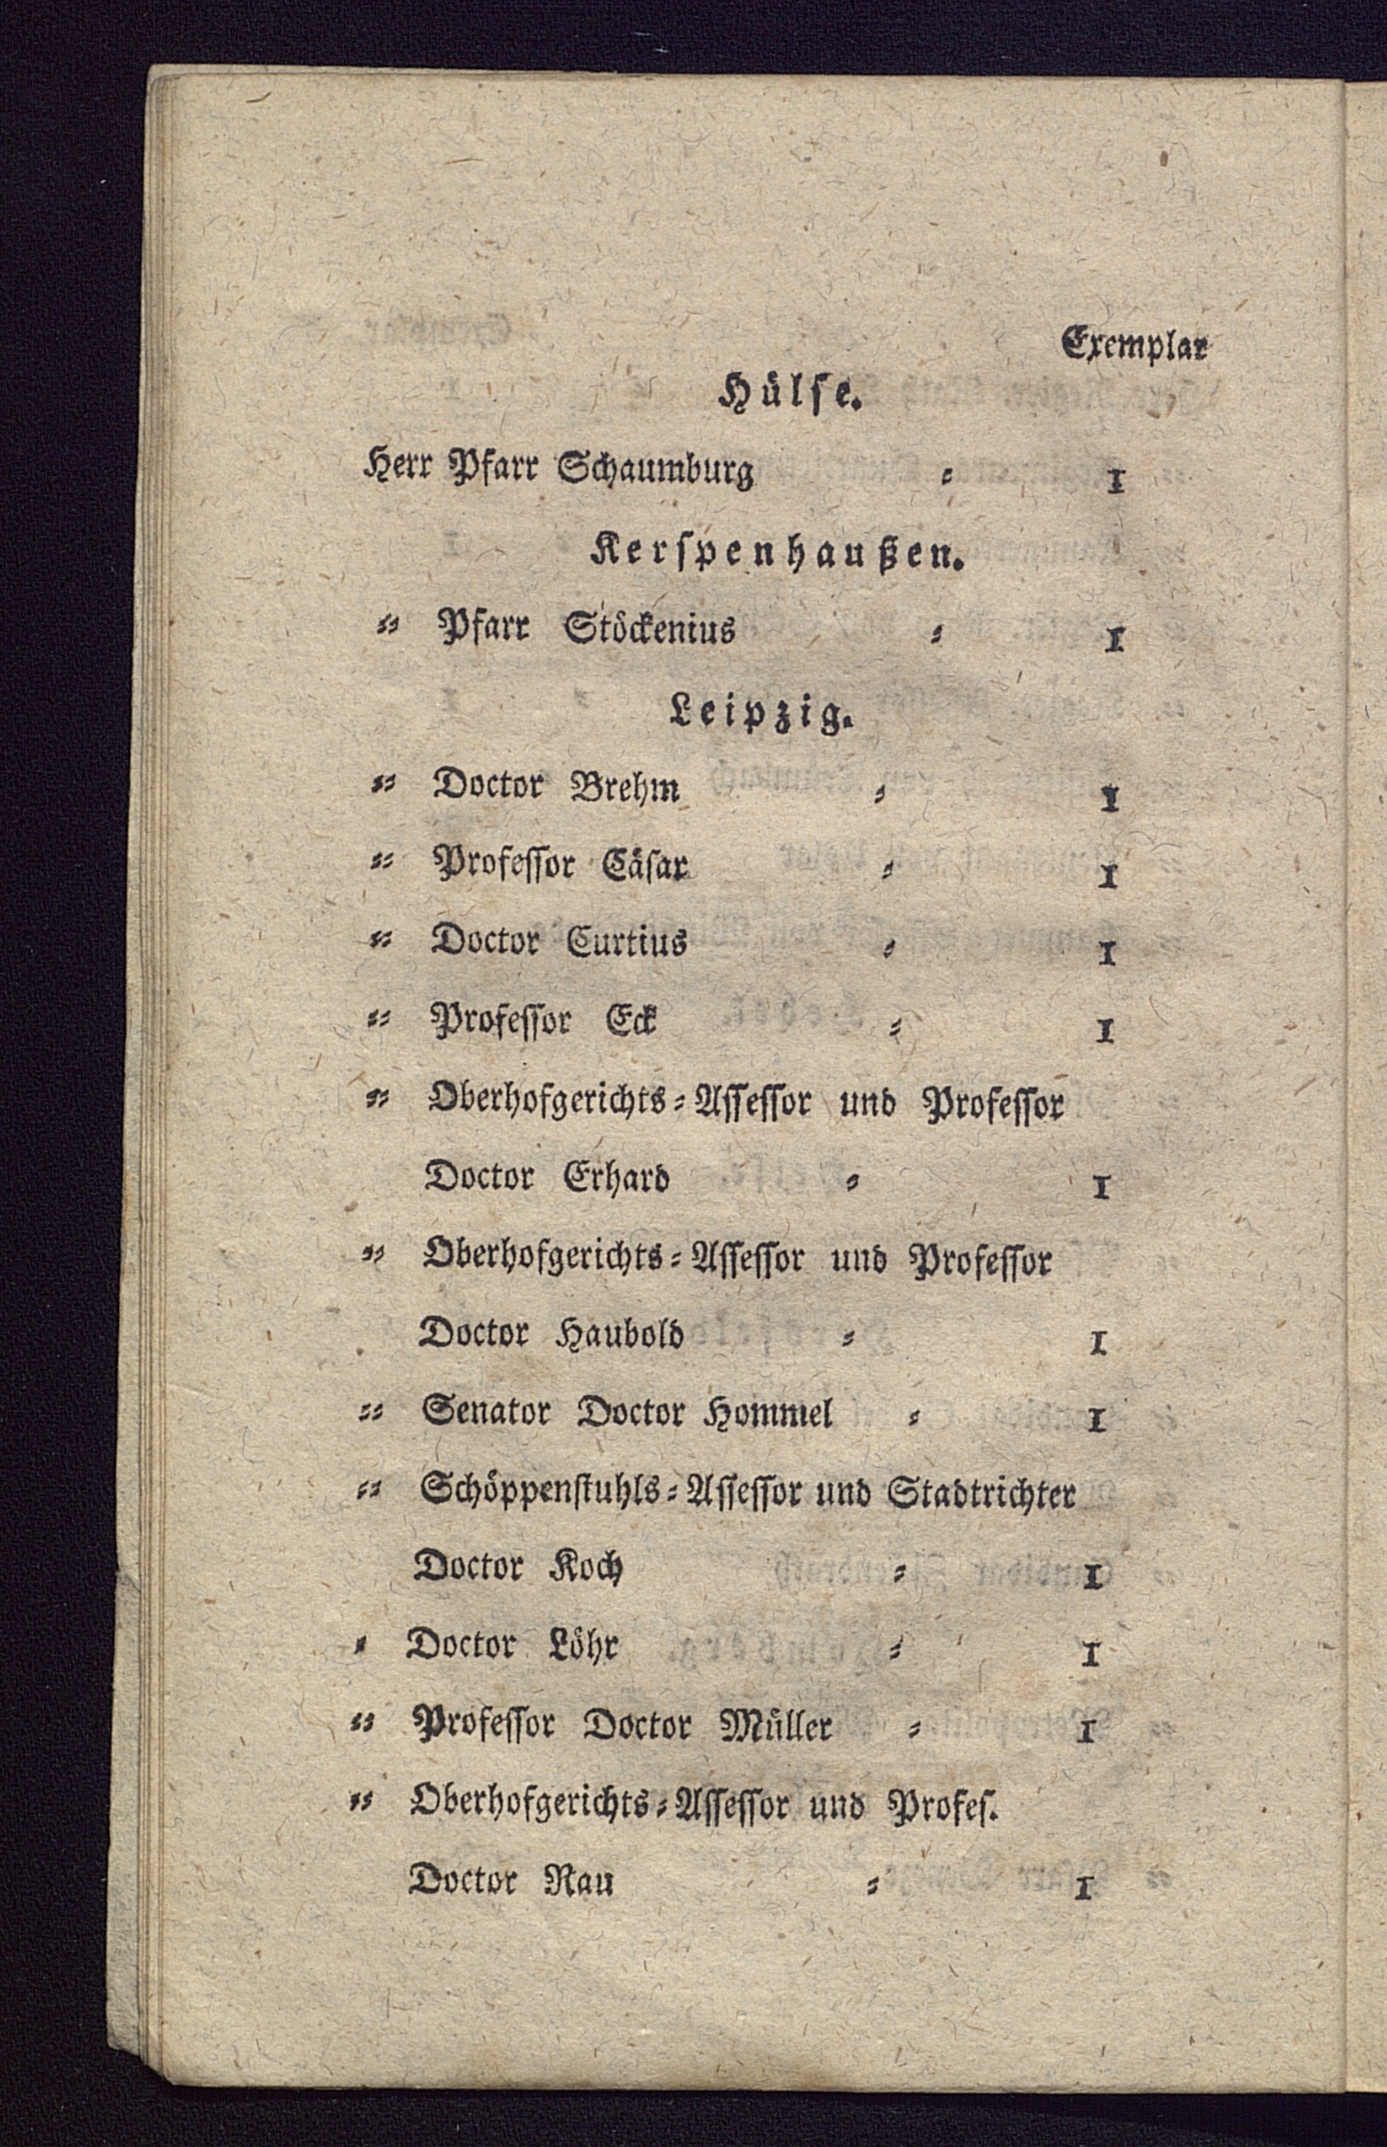 Exemplar
Hülſe.
Herr Pfarr Schaumburg = 1
Kerſpenhaußen.
== Pfarr Stöckenius = 1
Leipzig.
== Doctor Brehm = 1
== Profeſſor Cäſar = 1
== Doctor Curtius = 1
== Profeſſor Eck = 1
== Oberhofgerichts=Aſſeſſor und Profeſſor
Doctor Erhard = 1
== Oberhofgerichts=Aſſeſſor und Profeſſor
Doctor Haubold = 1
== Senator Doctor Hommel = 1
== Schöppenſtuhls=Aſſeſſor und Stadtrichter
Doctor Koch = 1
= Doctor Löhr = 1
== Profeſſor Doctor Müller = 1
== Oberhofgerichts=Aſſeſſor und Profeſ.
Doctor Rau = 1